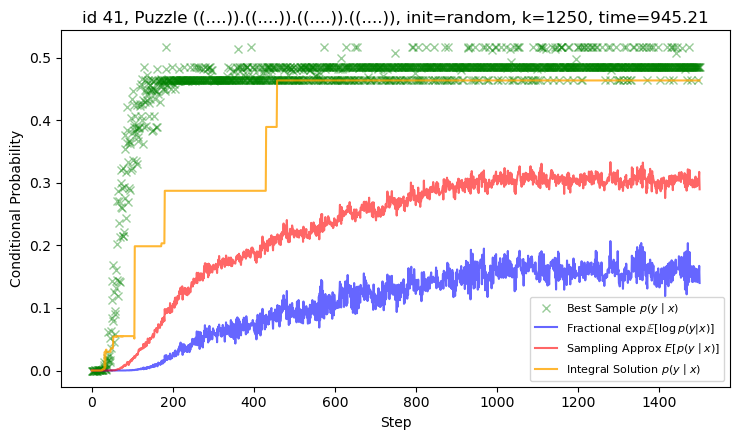 id 41, Puzzle ((....)).((....)).((....)).((....)), init=random, k=1250, time=945.21
0.5
0.4
0.3
0.2
0.1
0.0
Conditional Probability
0
200
400
600
800
1000
1200
1400
Step
Best Sample p(y | x)
Fractional exp𝔼[log p(y|x)]
Sampling Approx E[p(y | x)]
Integral Solution p(y | x)